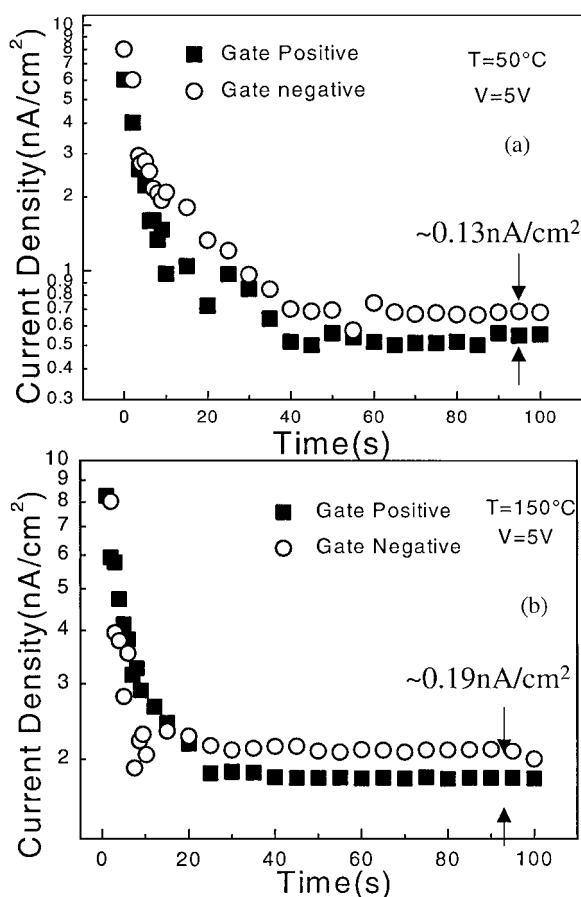 10
9
8
7
6
5
4
3
2
1
0.9
0.8
0.7
0.6
0.5
0.4
0.3
Current Density(nA/cm²)
Gate Positive
Gate negative
T=50°C
V=5V
(a)
~0.13nA/cm²
0 20 40 60 80 100
Time(s)
10
9
8
7
6
5
4
3
2
Current Density(nA/cm²)
Gate Positive
Gate Negative
T=150°C
V=5V
(b)
~0.19nA/cm²
0 20 40 60 80 100
Time(s)